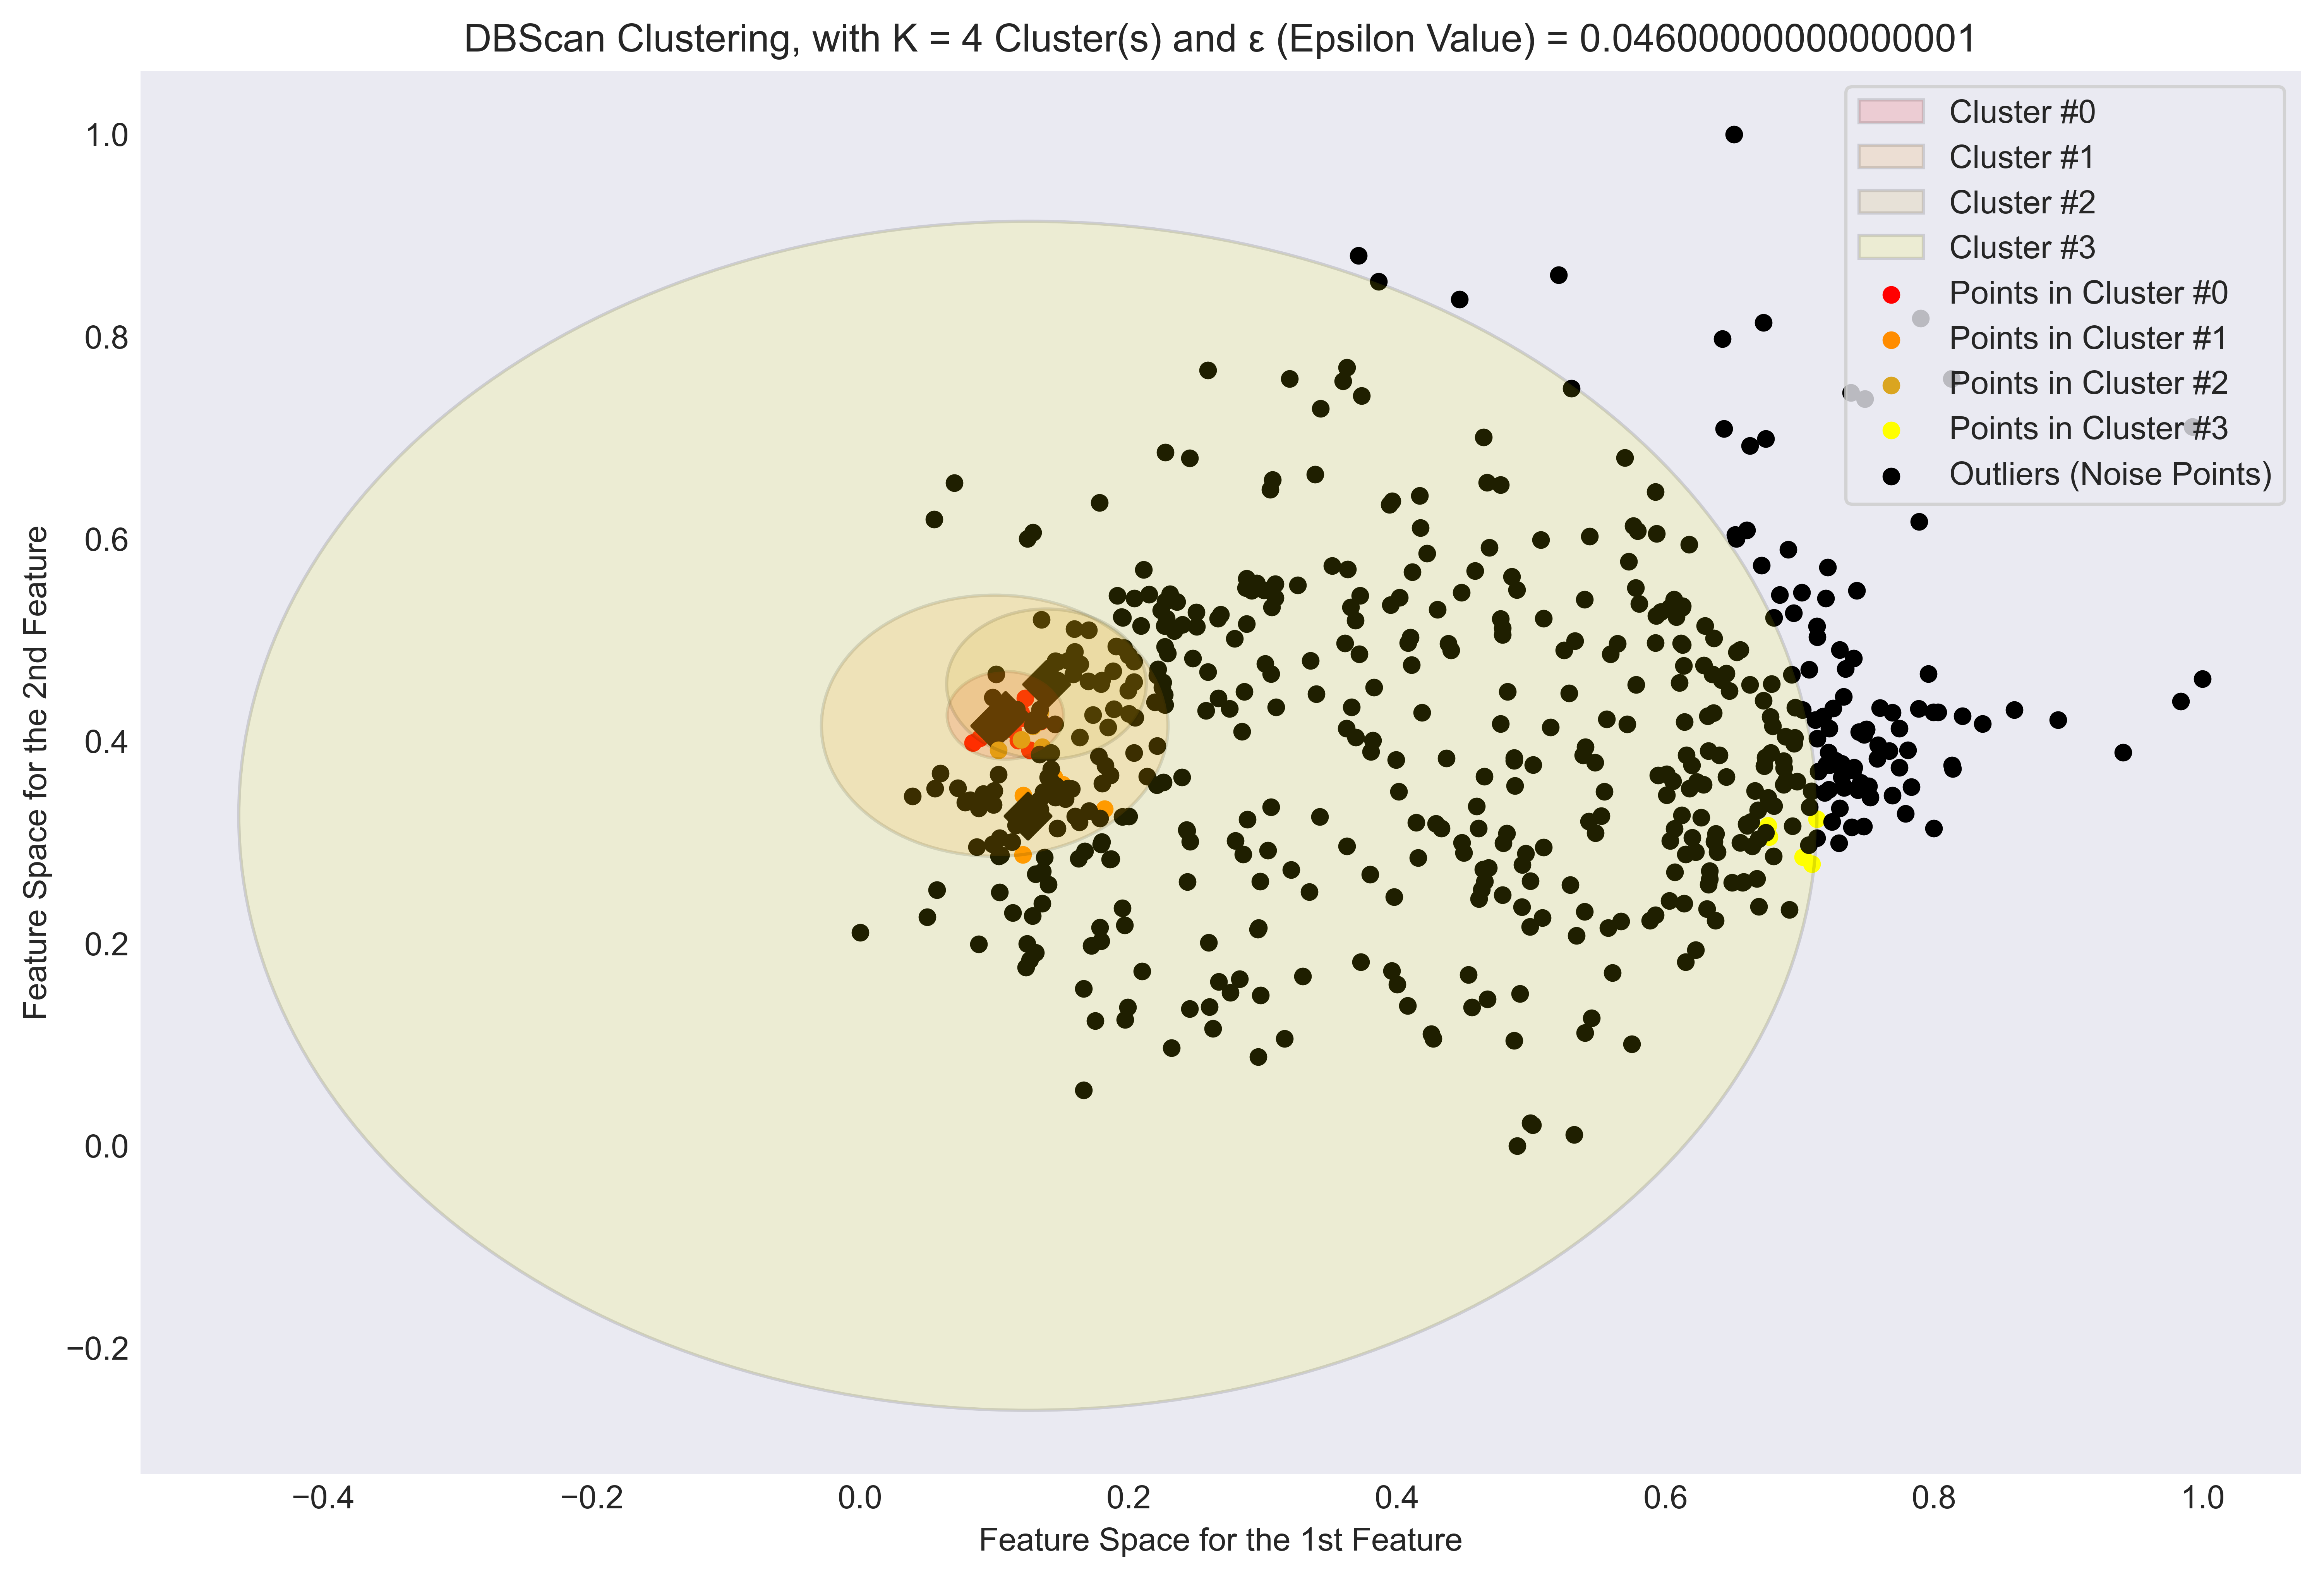 DBScan Clustering, with K = 4 Cluster(s) and ε (Epsilon Value) = 0.04600000000000001
Cluster #0
Cluster #1
Cluster #2
Cluster #3
Points in Cluster #0
Points in Cluster #1
Points in Cluster #2
Points in Cluster #3
Outliers (Noise Points)
1.0
0.8
0.6
0.4
0.2
0.0
−0.2
Feature Space for the 2nd Feature
−0.4
−0.2
0.0
0.2
0.4
0.6
0.8
1.0
Feature Space for the 1st Feature